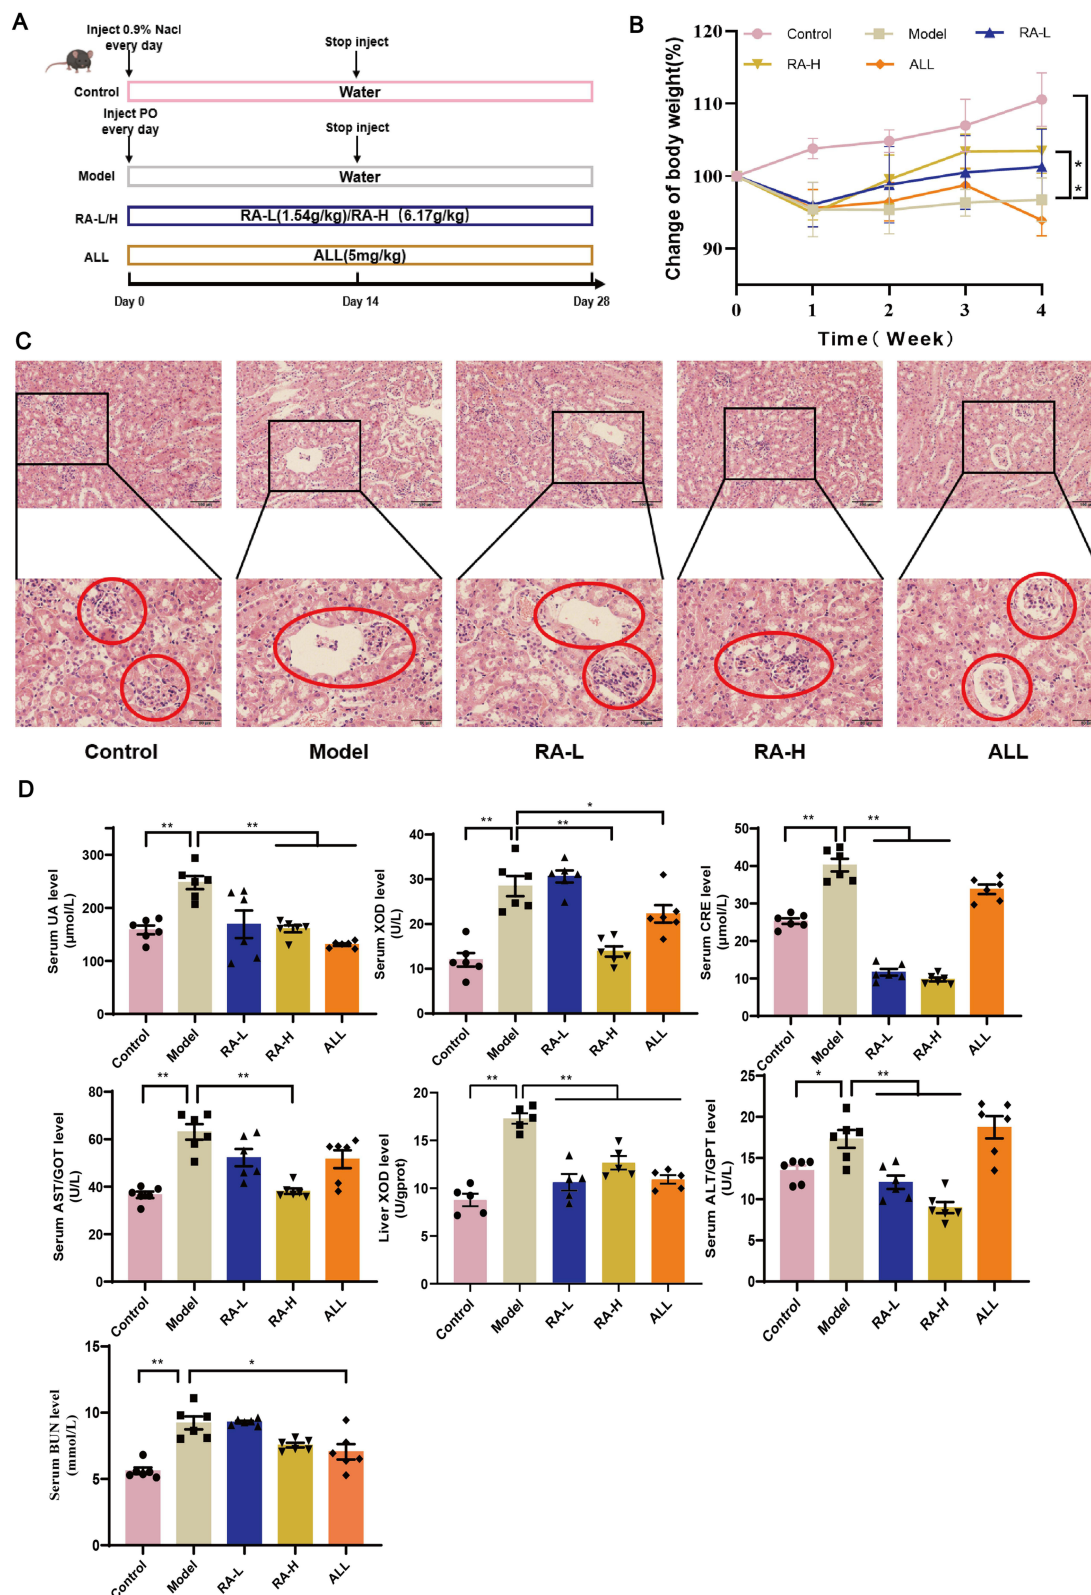 A
Inject 0.9% Nacl
every day
Stop inject
Control
Water
Inject PO
every day
Stop inject
Model
Water
RA-L/H
RA-L(1.54g/kg)/RA-H（6.17g/kg）
ALL
ALL(5mg/kg)
Day 0
Day 14
Day 28
B
Control
Model
RA-L
RA-H
ALL
Change of body weight(%)
120
110
100
90
0
1
2
3
4
Time( Week)
*
*
C
Control
Model
RA-L
RA-H
ALL
D
Serum UA level
(μmol/L)
300
200
100
0
**
**
Control
Model
RA-L
RA-H
ALL
Serum XOD level
(U/L)
40
30
20
10
0
**
**
*
Control
Model
RA-L
RA-H
ALL
Serum CRE level
(μmol/L)
50
40
30
20
10
0
**
**
Control
Model
RA-L
RA-H
ALL
Serum AST/GOT level
(U/L)
80
60
40
20
0
**
**
Control
Model
RA-L
RA-H
ALL
Liver XOD level
(U/gprot)
20
15
10
5
0
**
**
Control
Model
RA-L
RA-H
ALL
Serum ALT/GPT level
(U/L)
25
20
15
10
5
0
*
**
Control
Model
RA-L
RA-H
ALL
Serum BUN level
(mmol/L)
15
10
5
0
**
*
Control
Model
RA-L
RA-H
ALL